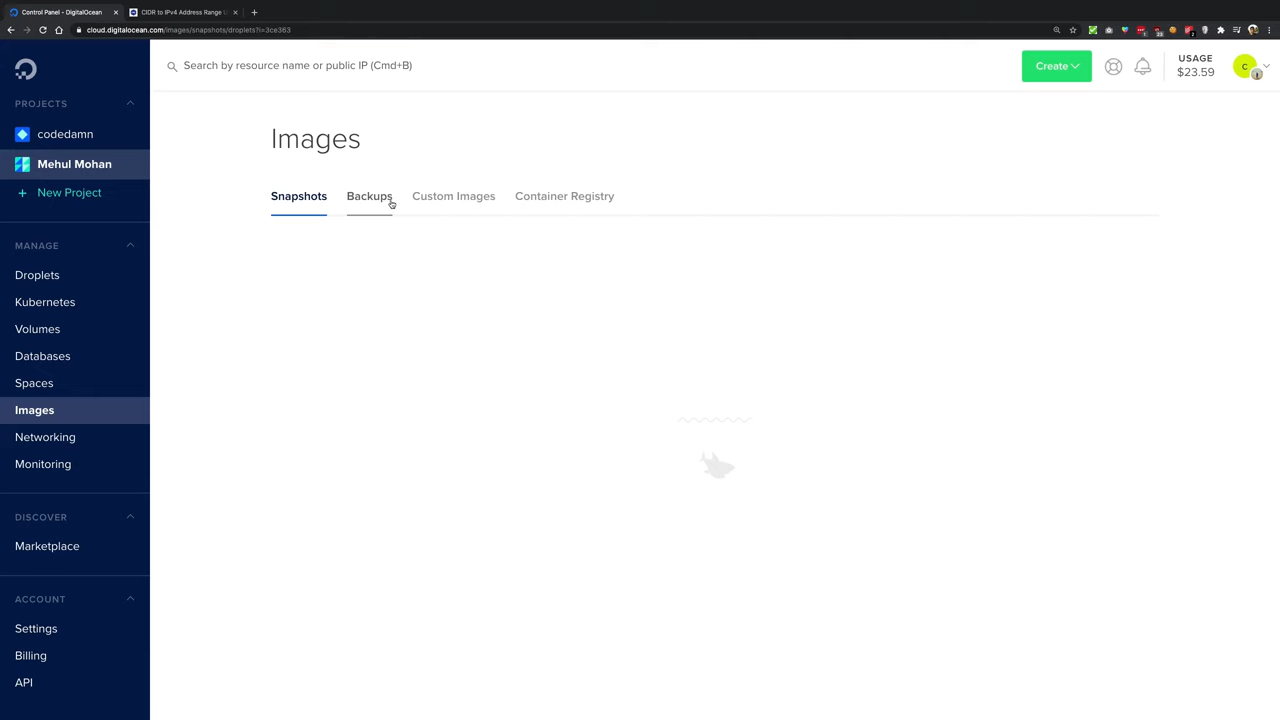 Control Panel - DigitalOcean
CIDR to IPv4 Address Range U
cloud.digitalocean.com/images/snapshots/droplets?i=3ce363
Search by resource name or public IP (Cmd+B)
Create
USAGE
$23.59
C
PROJECTS
codedamn
Mehul Mohan
+ New Project
MANAGE
Droplets
Kubernetes
Volumes
Databases
Spaces
Images
Networking
Monitoring
DISCOVER
Marketplace
ACCOUNT
Settings
Billing
API
Images
Snapshots Backups Custom Images Container Registry